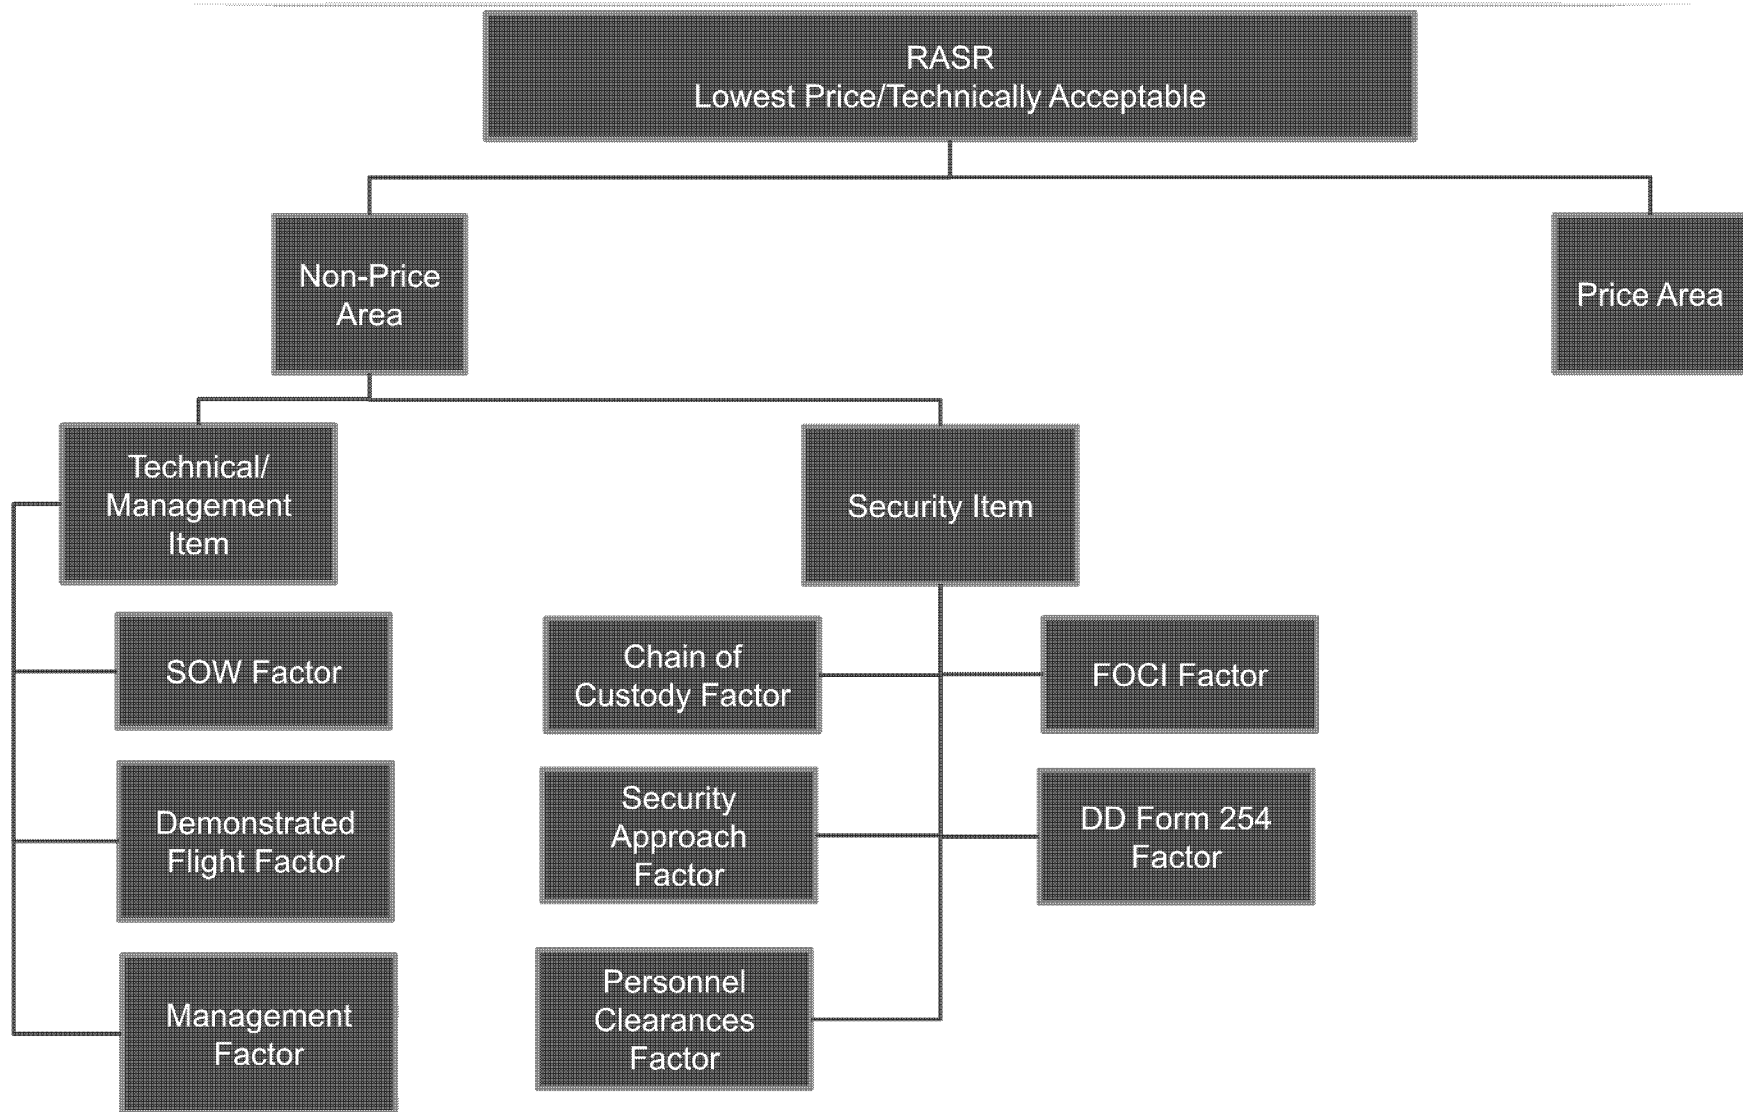 RASR
Lowest Price/Technically Acceptable
Non-Price
Area
Price Area
Technical/
Management
Item
Security Item
SOW Factor
Demonstrated
Flight Factor
Management
Factor
Chain of
Custody Factor
FOCI Factor
Security
Approach
Factor
DD Form 254
Factor
Personnel
Clearances
Factor